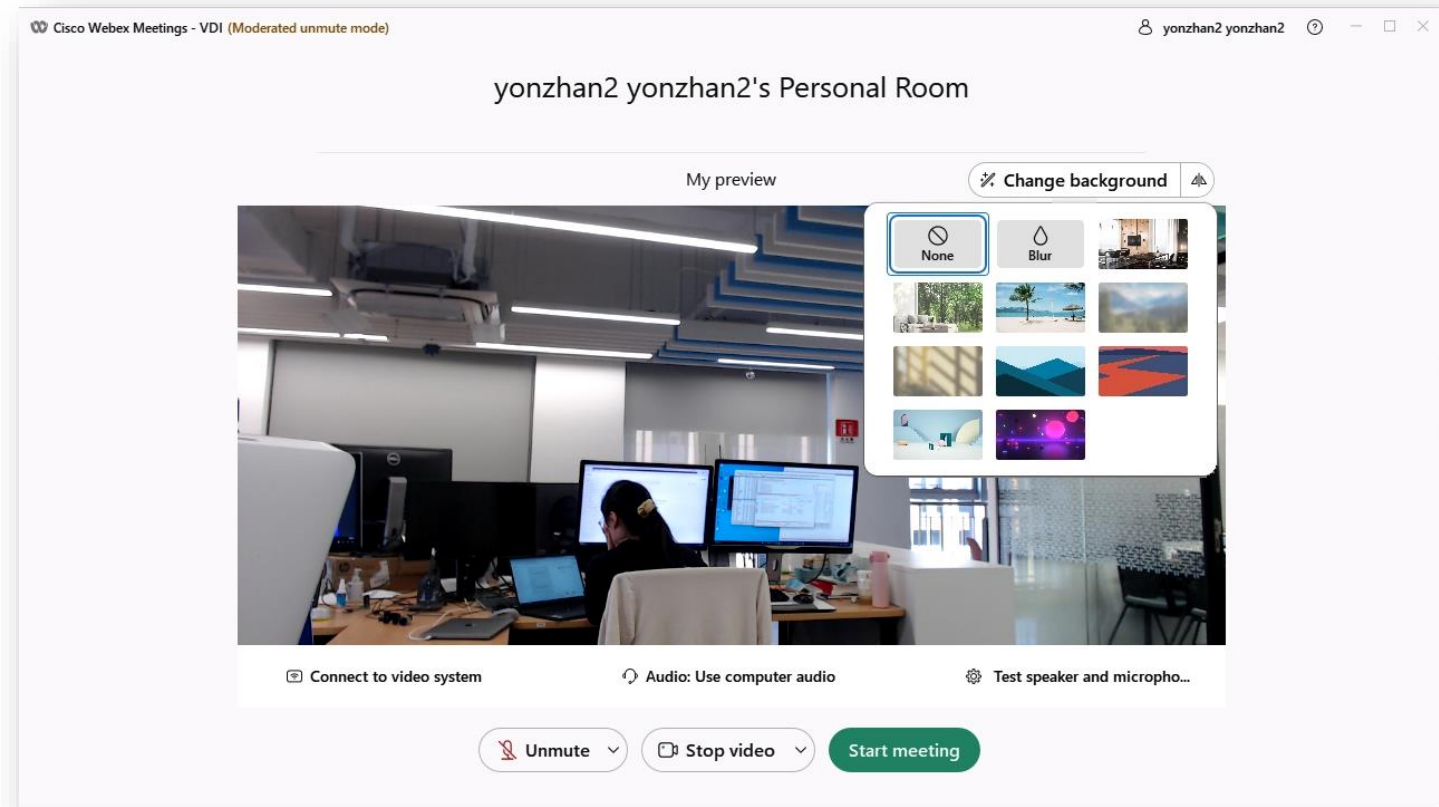 Cisco Webex Meetings - VDI (Moderated unmute mode)
yonzhan2 yonzhan2
yonzhan2 yonzhan2's Personal Room
My preview
Change background
None
Blur
Connect to video system
Audio: Use computer audio
Test speaker and micropho...
Unmute
Stop video
Start meeting